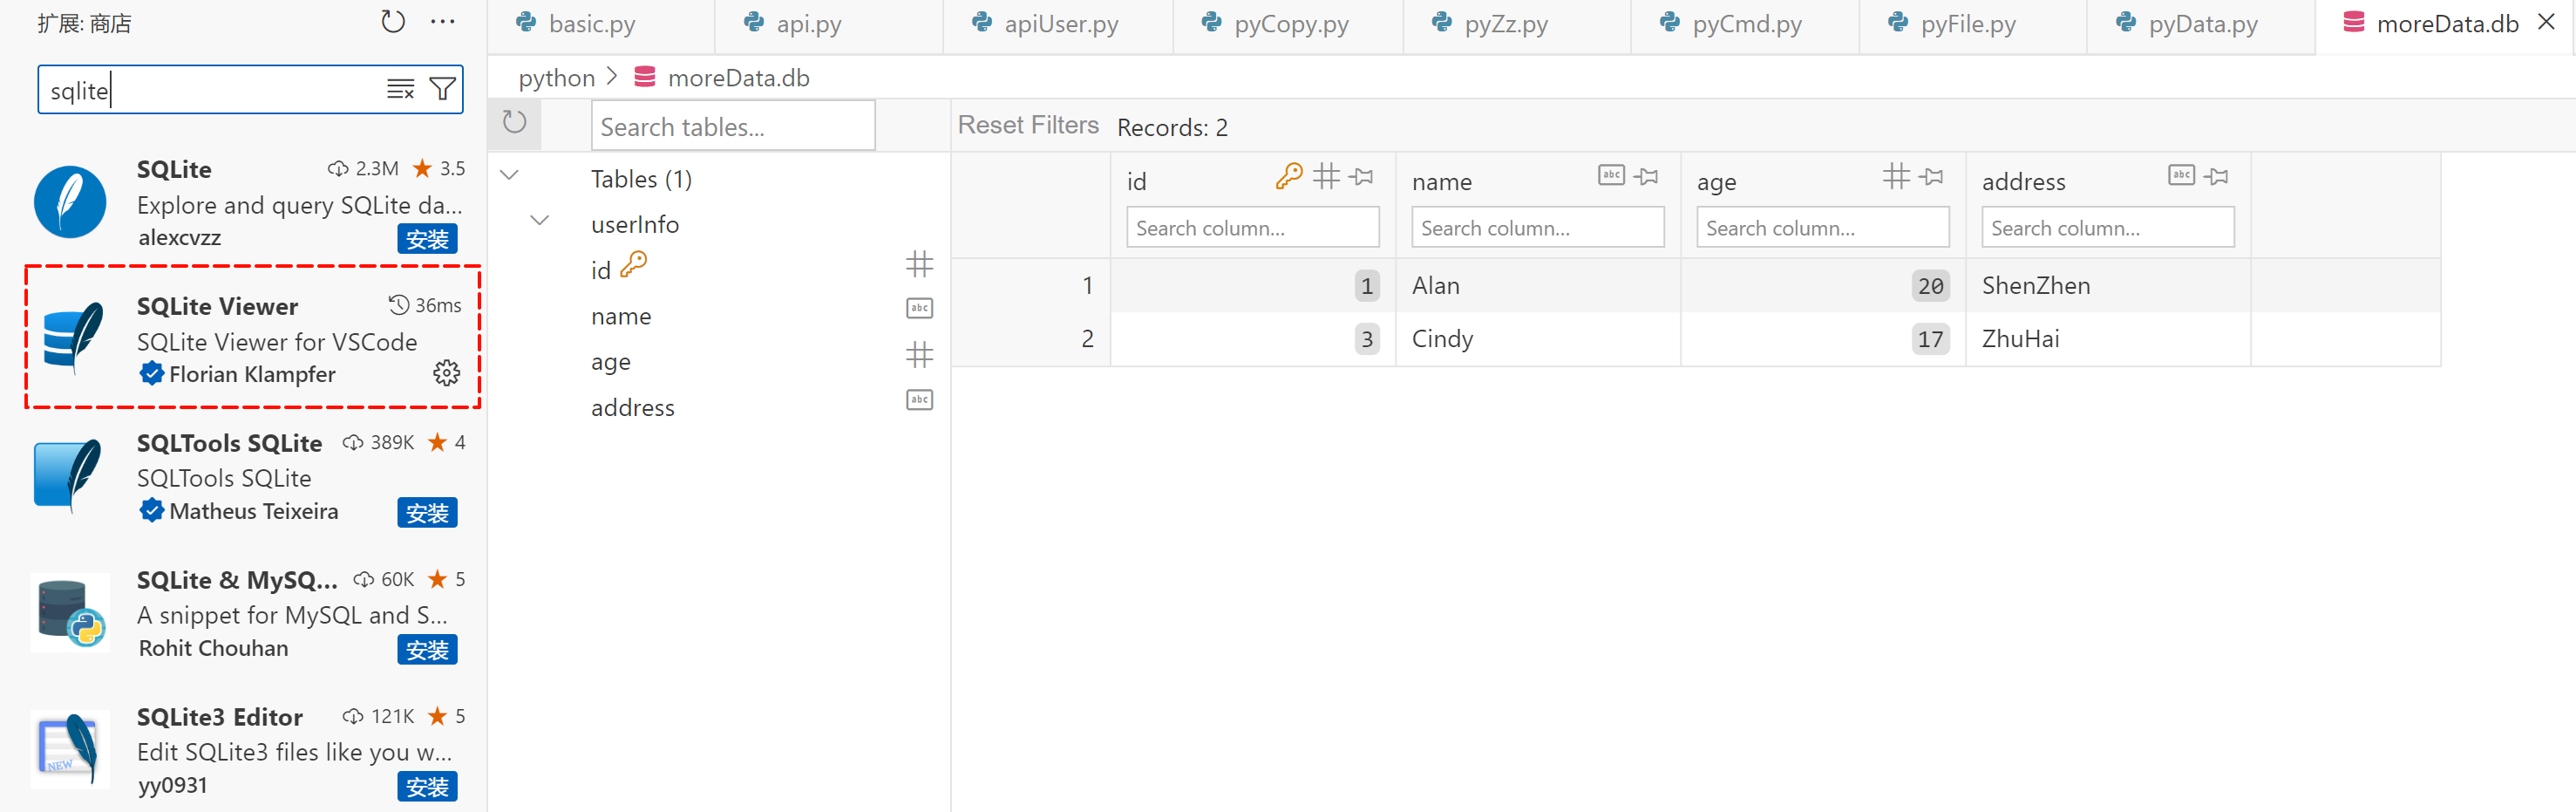 扩展: 商店
sqlite
SQLite 2.3M 3.5
Explore and query SQLite da...
alexcvzz 安装
SQLite Viewer 36ms
SQLite Viewer for VSCode
Florian Klampfer
SQLTools SQLite 389K 4
SQLTools SQLite
Matheus Teixeira 安装
SQLite & MySQ... 60K 5
A snippet for MySQL and S...
Rohit Chouhan 安装
SQLite3 Editor 121K 5
NEW
Edit SQLite3 files like you w...
yy0931 安装
basic.py api.py apiUser.py pyCopy.py pyZz.py pyCmd.py pyFile.py pyData.py moreData.db
python > moreData.db
Search tables... Reset Filters Records: 2
Tables (1)
userInfo
id
name abc
age
address abc
id name abc age address abc
Search column... Search column... Search column... Search column...
1 1 Alan 20 ShenZhen
2 3 Cindy 17 ZhuHai